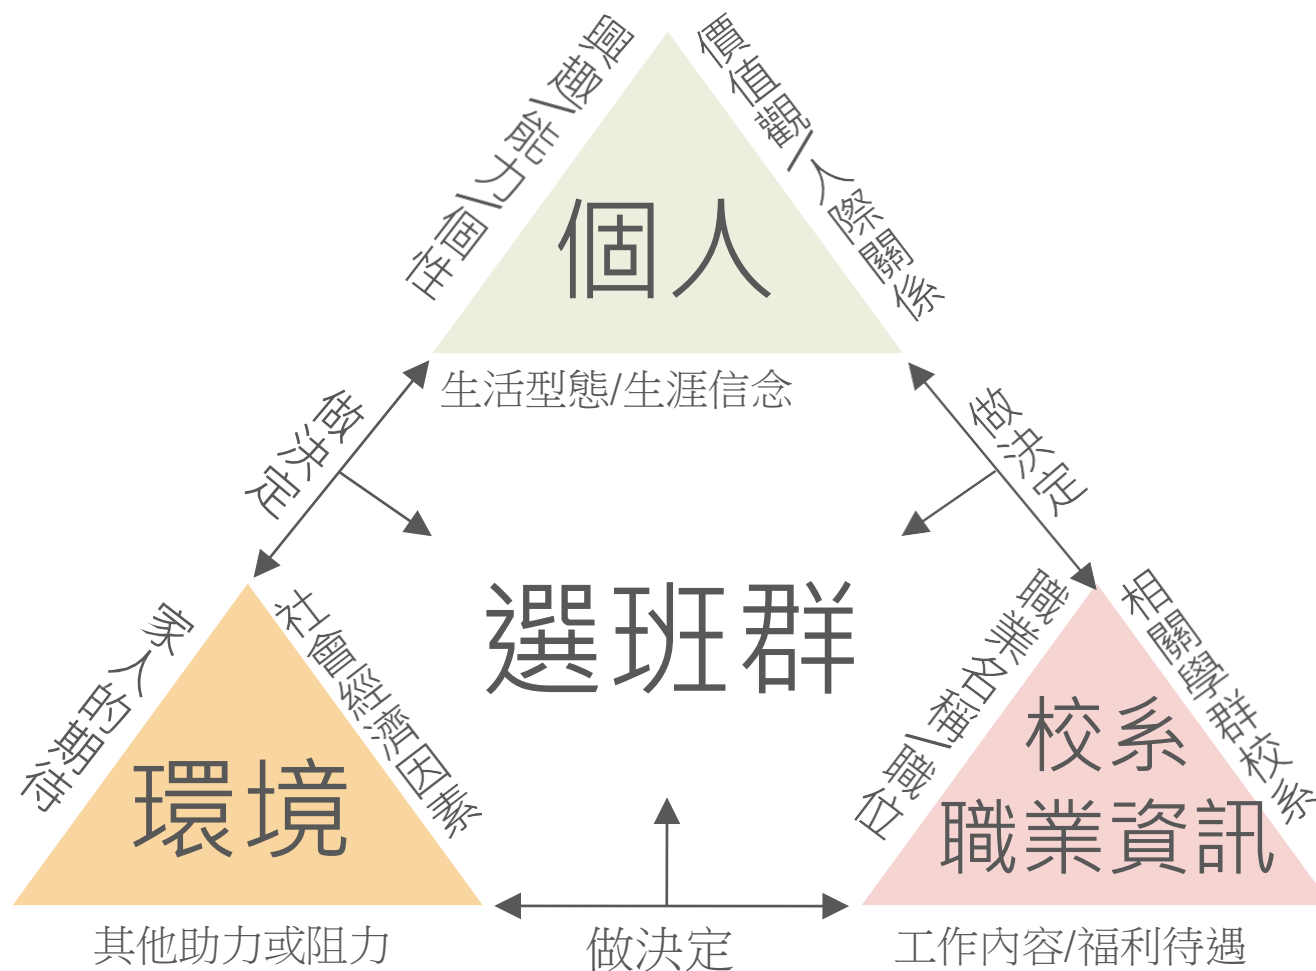 興趣/能力/個性
價值觀/人際關係
個人
生活型態/生涯信念
做決定
做決定
選班群
家人的期待
社會經濟因素
環境
其他助力或阻力
職業名稱/職位
相關學群校系
校系
職業資訊
工作內容/福利待遇
做決定